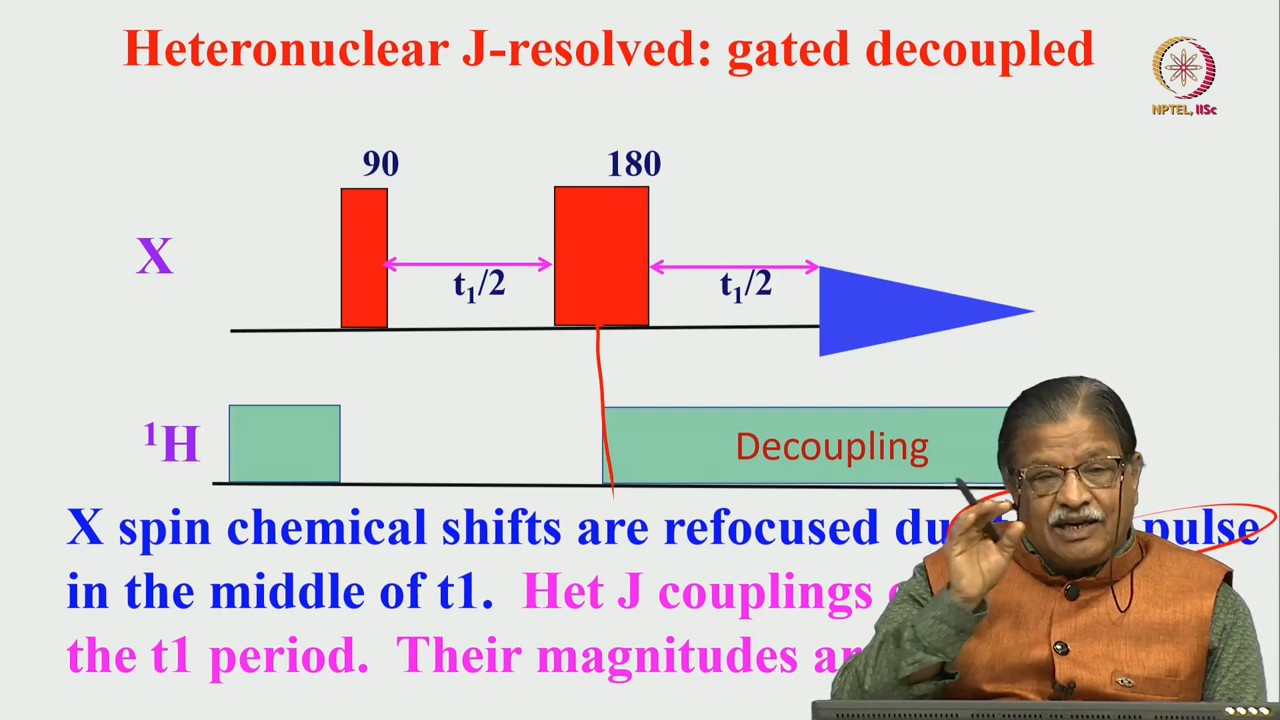 Heteronuclear J-resolved: gated decoupled
NPTEL, IISc
90
180
X
t₁/2
t₁/2
¹H
Decoupling
X spin chemical shifts are refocused pulse
in the middle of t1. Het J couplings
the t1 period. Their magnitudes